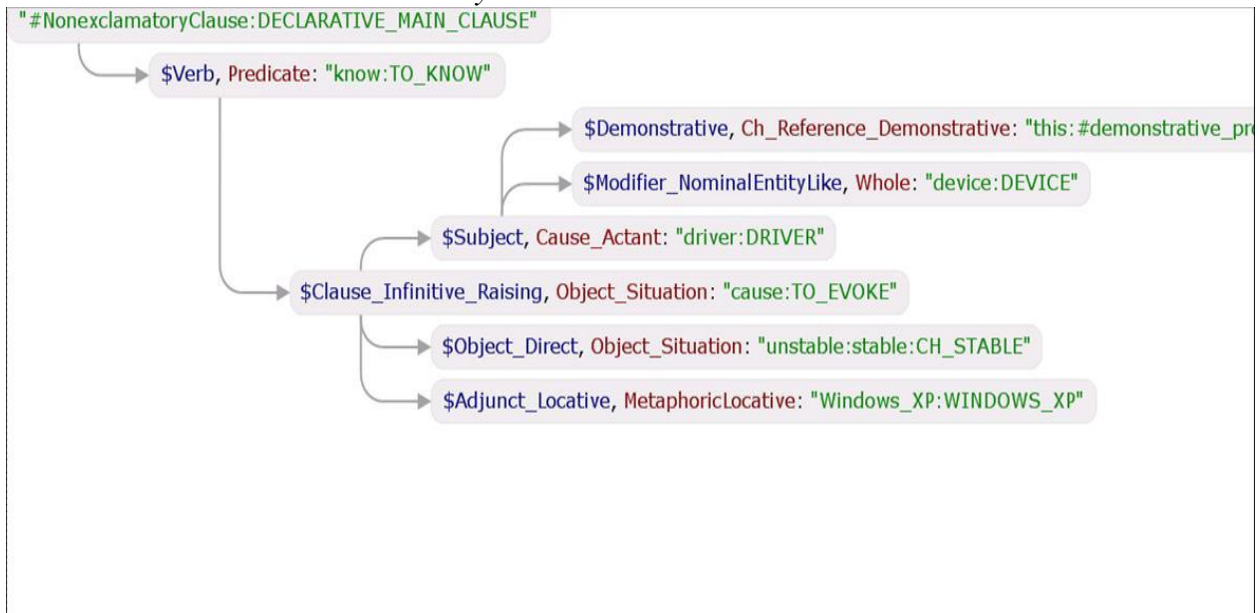 "#NonexclamatoryClause:DECLARATIVE_MAIN_CLAUSE"
$Verb, Predicate: "know:TO_KNOW"
$Demonstrative, Ch_Reference_Demonstrative: "this:#demonstrative_pr
$Modifier_NominalEntityLike, Whole: "device:DEVICE"
$Subject, Cause_Actant: "driver:DRIVER"
$Clause_Infinitive_Raising, Object_Situation: "cause:TO_EVOKE"
$Object_Direct, Object_Situation: "unstable:stable:CH_STABLE"
$Adjunct_Locative, MetaphoricLocative: "Windows_XP:WINDOWS_XP"